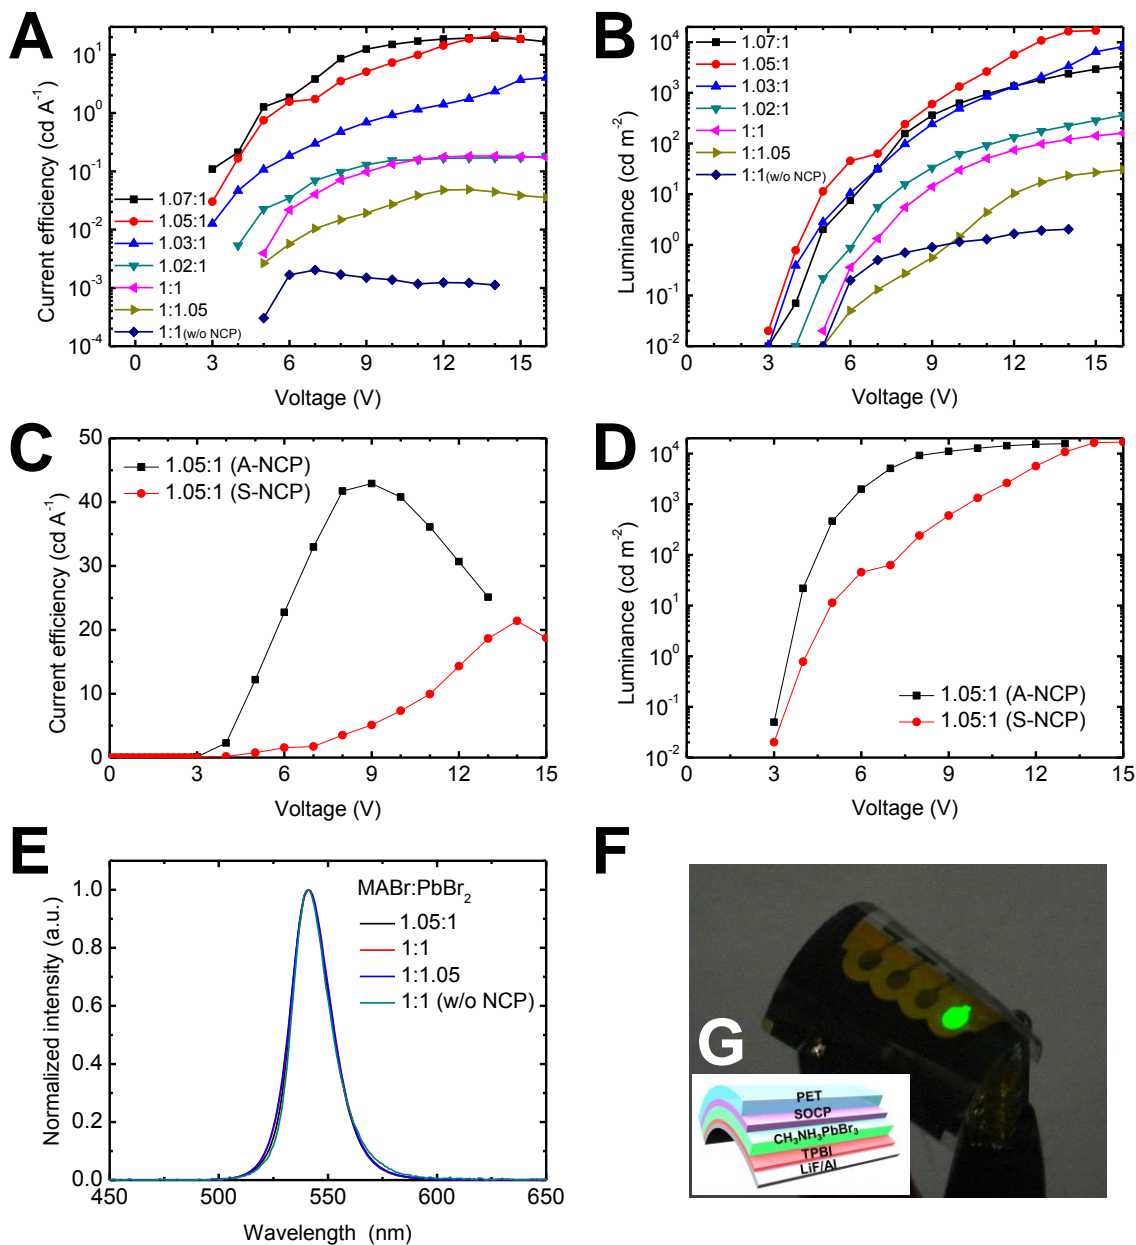 A
Current efficiency (cd A⁻¹)
10¹
10⁰
10⁻¹
10⁻²
10⁻³
10⁻⁴
1.07:1
1.05:1
1.03:1
1.02:1
1:1
1:1.05
1:1(w/o NCP)
0 3 6 9 12 15
Voltage (V)
B
Luminance (cd m⁻²)
10⁴
10³
10²
10¹
10⁰
10⁻¹
10⁻²
1.07:1
1.05:1
1.03:1
1.02:1
1:1
1:1.05
1:1(w/o NCP)
0 3 6 9 12 15
Voltage (V)
C
Current efficiency (cd A⁻¹)
50
40
30
20
10
0
1.05:1 (A-NCP)
1.05:1 (S-NCP)
0 3 6 9 12 15
Voltage (V)
D
Luminance (cd m⁻²)
10⁴
10³
10²
10¹
10⁰
10⁻¹
10⁻²
1.05:1 (A-NCP)
1.05:1 (S-NCP)
0 3 6 9 12 15
Voltage (V)
E
Normalized intensity (a.u.)
1.0
0.8
0.6
0.4
0.2
0.0
MABr:PbBr₂
1.05:1
1:1
1:1.05
1:1 (w/o NCP)
450 500 550 600 650
Wavelength (nm)
F
G
PET
SOCP
CH₃NH₃PbBr₃
TPBI
LiF/Al